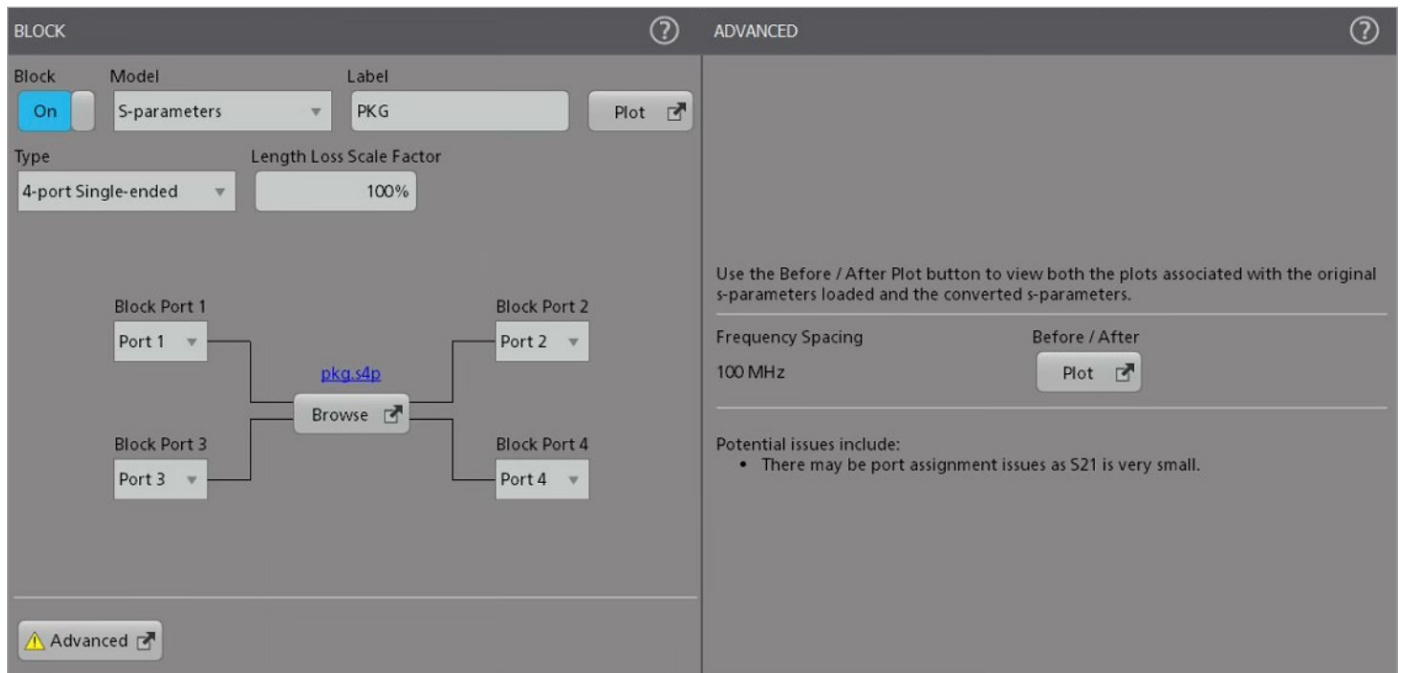 BLOCK
?
Block Model Label
On S-parameters PKG Plot
Type Length Loss Scale Factor
4-port Single-ended 100%
Block Port 1 Block Port 2
Port 1 Port 2
pkg.s4p
Browse
Block Port 3 Block Port 4
Port 3 Port 4
Advanced
ADVANCED
?
Use the Before / After Plot button to view both the plots associated with the original
s-parameters loaded and the converted s-parameters.
Frequency Spacing Before / After
100 MHz Plot
Potential issues include:
• There may be port assignment issues as S21 is very small.